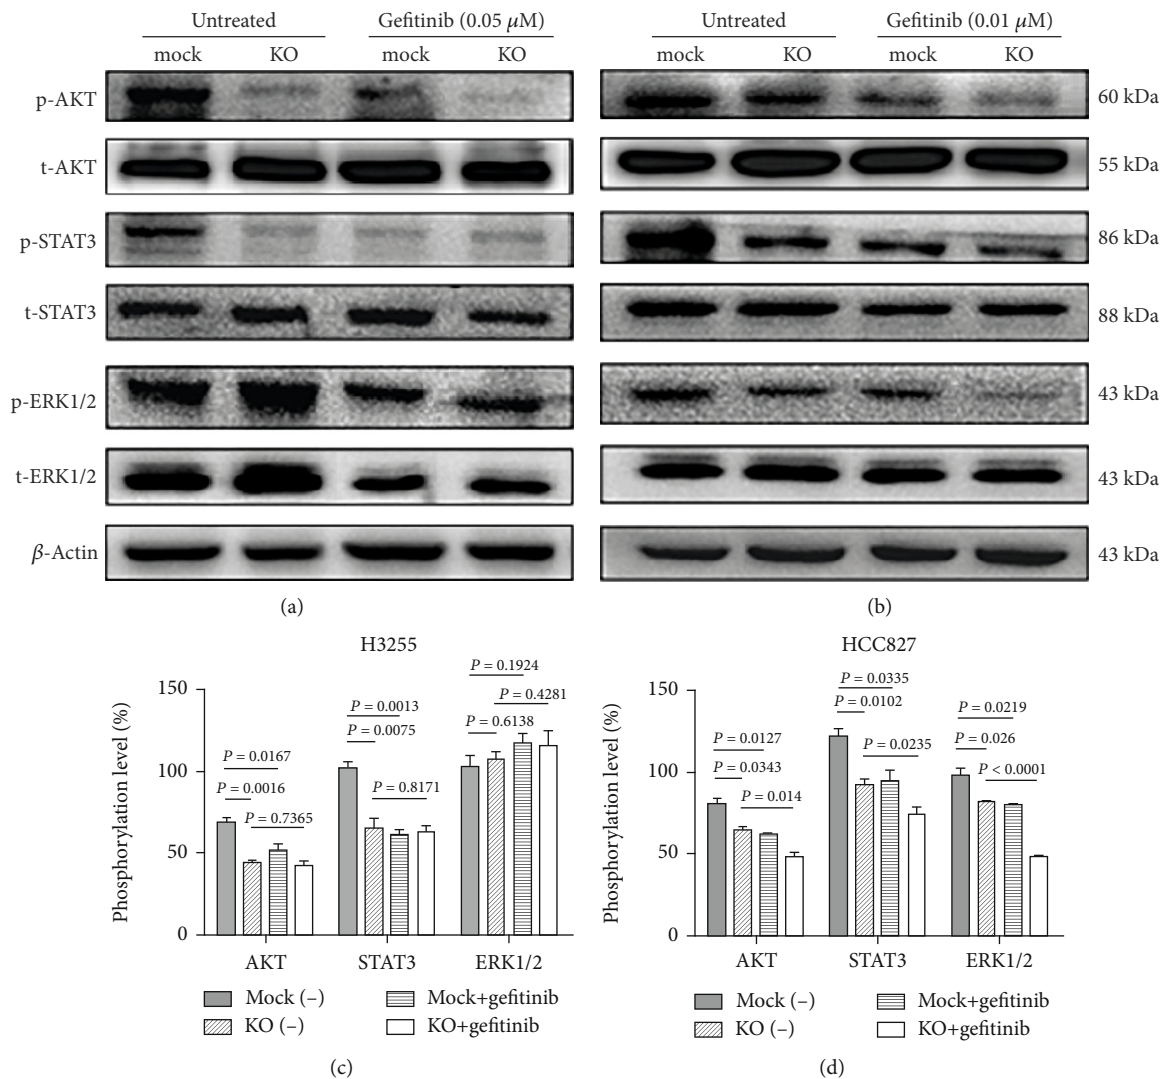 Untreated Gefitinib (0.05 μM)
mock KO mock KO
Untreated Gefitinib (0.01 μM)
mock KO mock KO
p-AKT 60 kDa
t-AKT 55 kDa
p-STAT3 86 kDa
t-STAT3 88 kDa
p-ERK1/2 43 kDa
t-ERK1/2 43 kDa
β-Actin 43 kDa
(a) (b)
H3255
Phosphorylation level (%)
150
100
50
0
P = 0.0167
P = 0.0016
P = 0.7365
P = 0.0013
P = 0.0075
P = 0.8171
P = 0.1924
P = 0.4281
P = 0.6138
AKT STAT3 ERK1/2
Mock (–) Mock+gefitinib
KO (–) KO+gefitinib
(c)
HCC827
Phosphorylation level (%)
150
100
50
0
P = 0.0127
P = 0.0343
P = 0.014
P = 0.0335
P = 0.0102
P = 0.0235
P = 0.0219
P = 0.026
P < 0.0001
AKT STAT3 ERK1/2
Mock (–) Mock+gefitinib
KO (–) KO+gefitinib
(d)